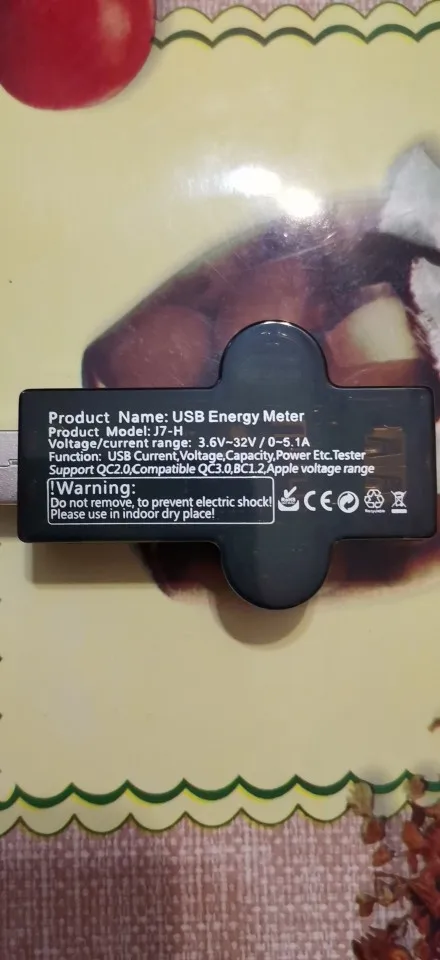 Product Name: USB Energy Meter
Product Model: J7-H
Voltage/current range: 3.6V~32V / 0~5.1A
Function: USB Current,Voltage,Capacity,Power Etc.Tester
Support QC2.0,Compatible QC3.0,BC1.2,Apple voltage range
!Warning:
Do not remove, to prevent electric shock!
Please use in indoor dry place!
RoHS
CE